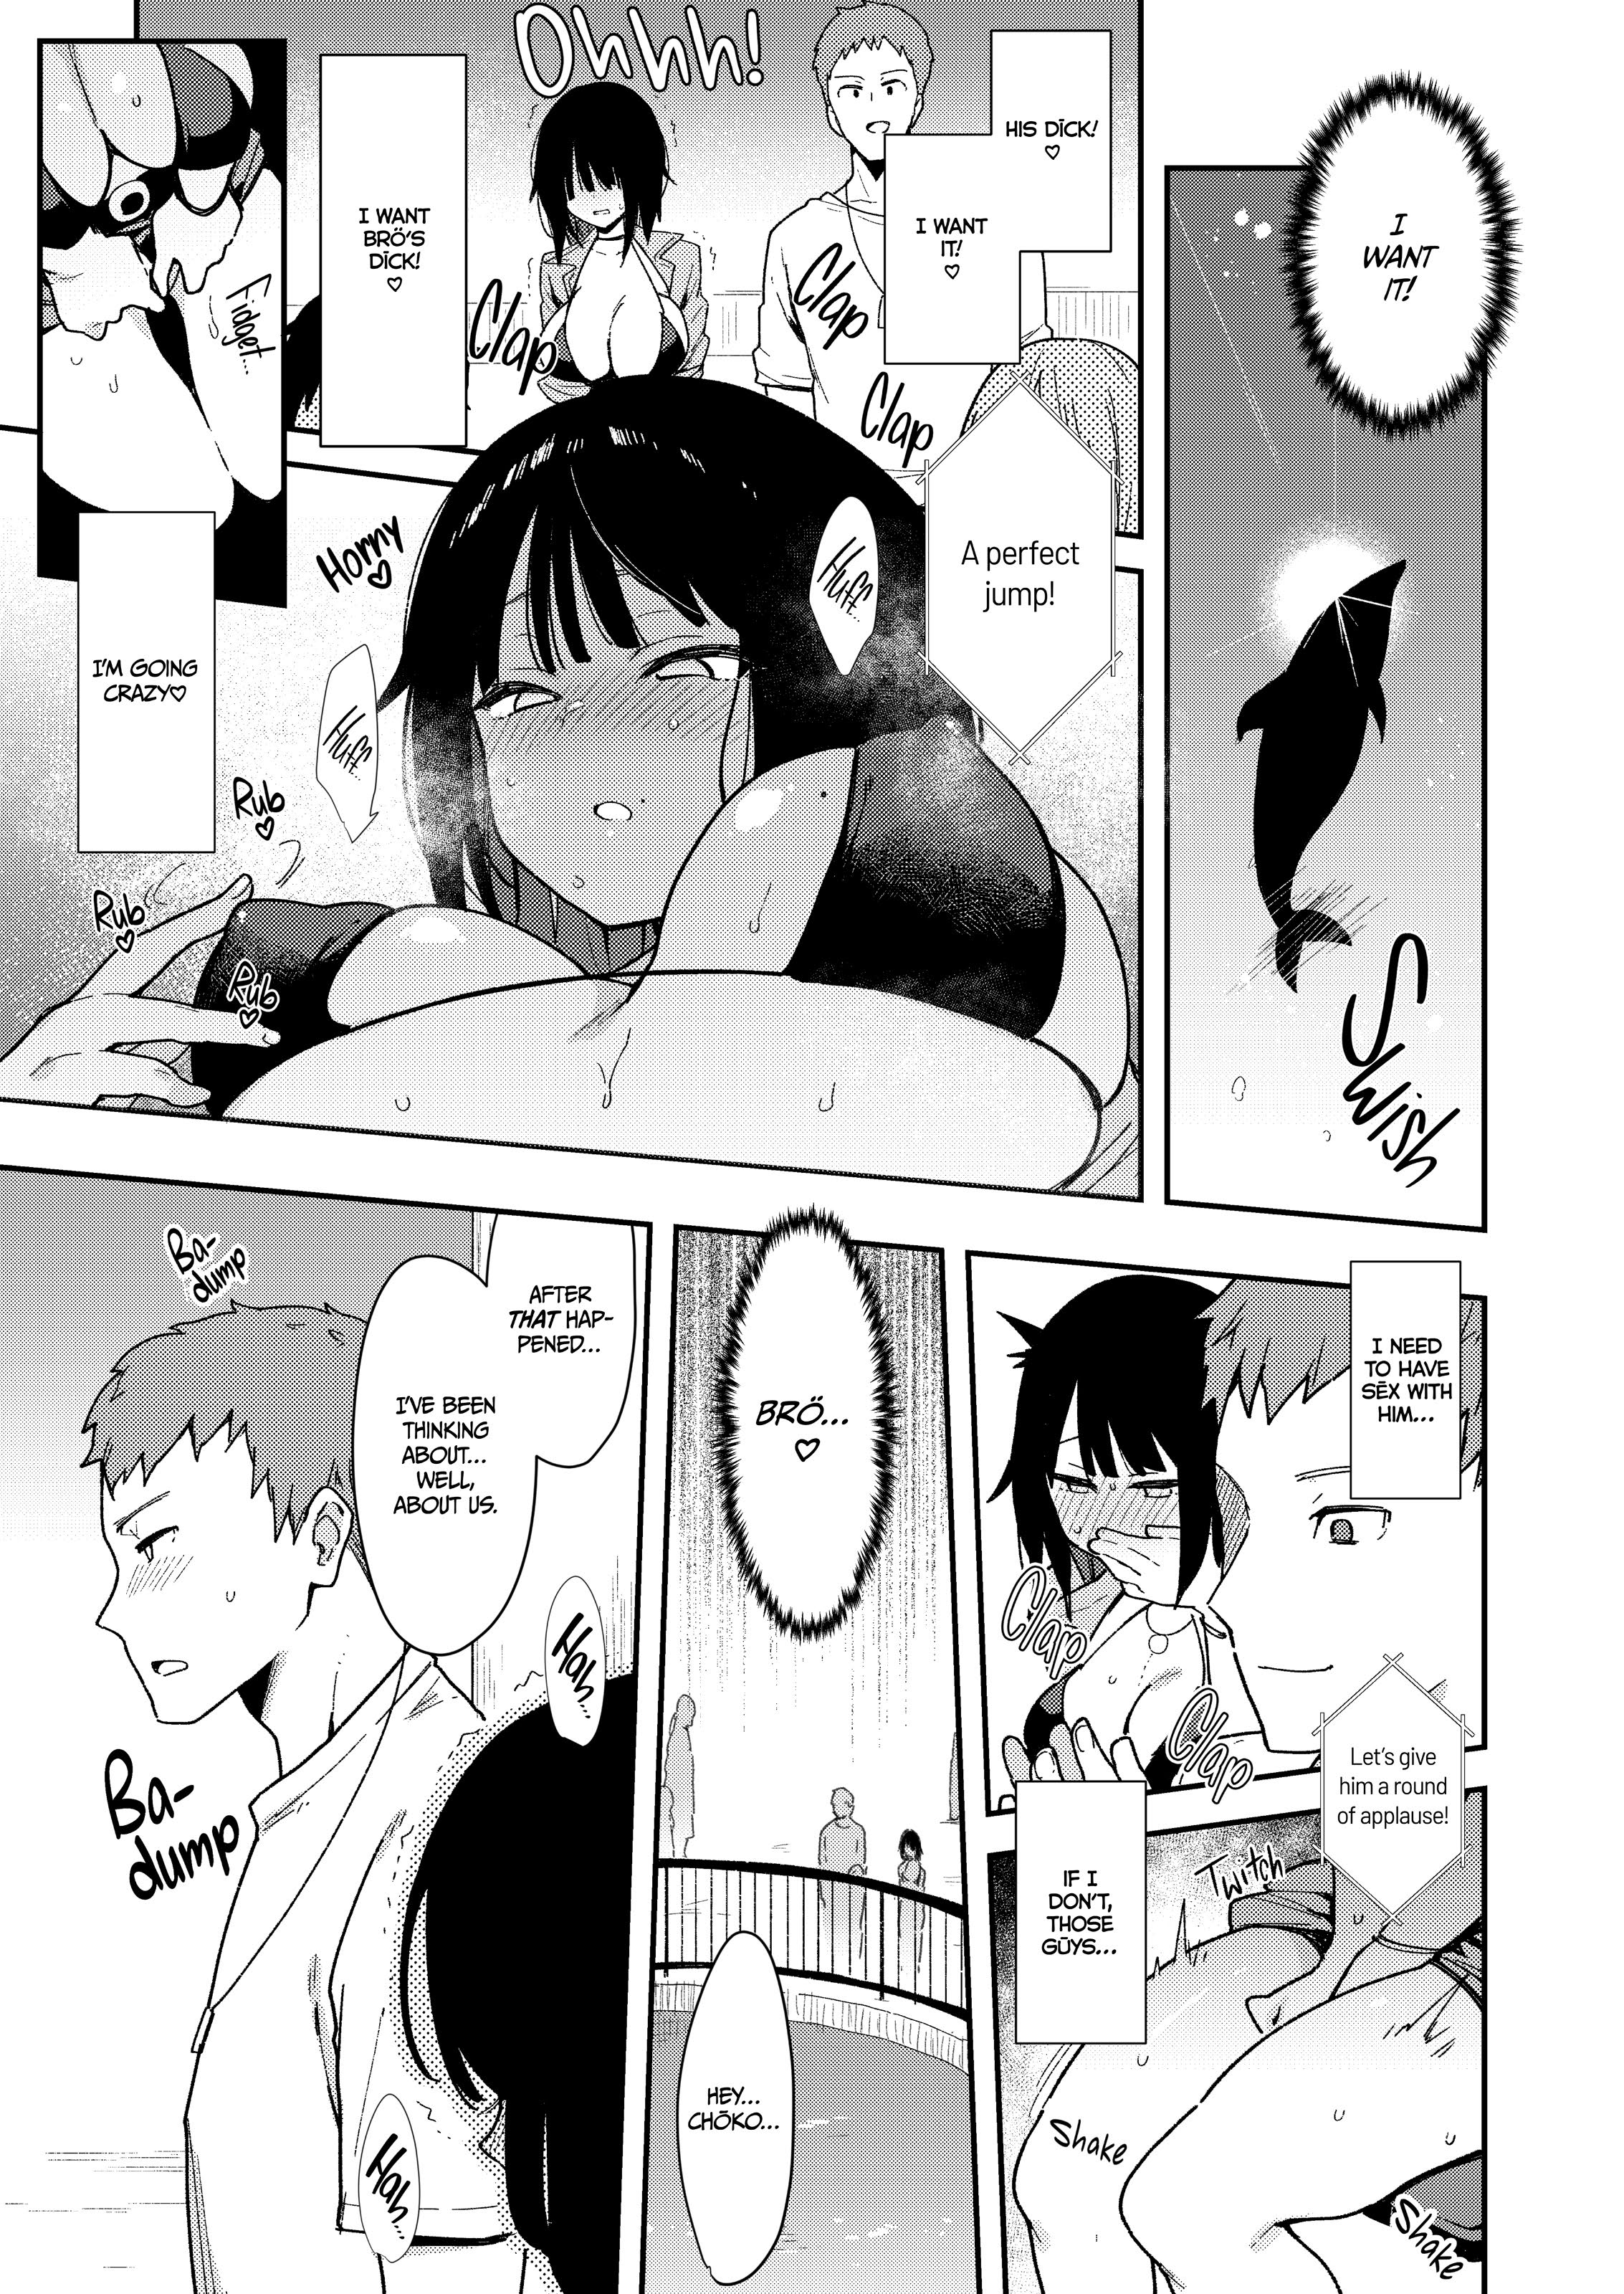 I
WANT
IT!
SWISH
Ohhh!
HIS DĪCK!
♡
I WANT
IT!
♡
Clap
Clap
Clap
I WANT
BRÖ'S
DĪCK!
♡
Fidget...
A perfect
jump!
Huff...
Horny
♡
Huff...
I'M GOING
CRAZY♡
Rub
♡
Rub
♡
Rub
♡
I NEED
TO HAVE
SĒX WITH
HIM...
Clap
Clap
Let's give
him a round
of applause!
IF I
DON'T,
THOSE
GŪYS...
Twitch
Shake
Shake
BRÖ...
♡
HEY...
CHŌKO...
AFTER
THAT HAP-
PENED...
I'VE BEEN
THINKING
ABOUT...
WELL,
ABOUT US.
Ba-
dump
Ba-
dump
Hah...
Hah...